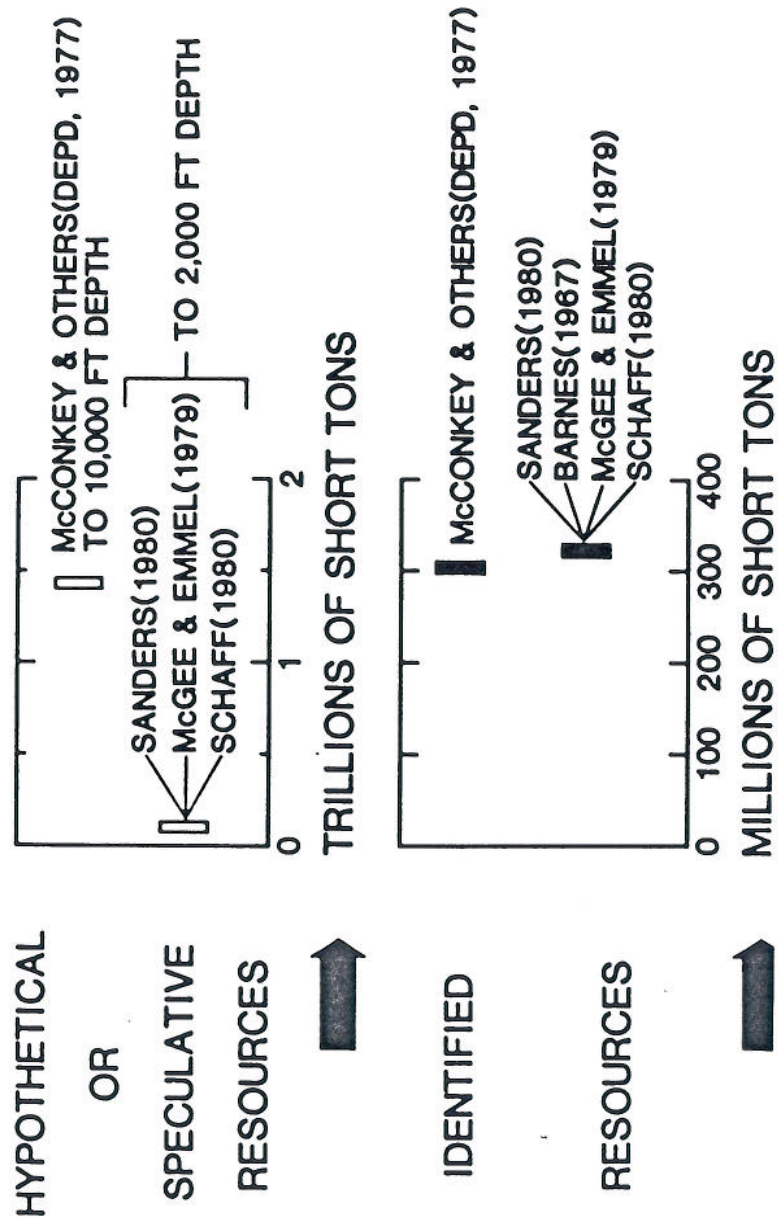 HYPOTHETICAL
OR
SPECULATIVE
RESOURCES
McCONKEY & OTHERS(DEPD, 1977)
TO 10,000 FT DEPTH
SANDERS(1980)
McGEE & EMMEL(1979)
SCHAFF(1980)
TO 2,000 FT DEPTH
0 1 2
TRILLIONS OF SHORT TONS
IDENTIFIED
RESOURCES
McCONKEY & OTHERS(DEPD, 1977)
SANDERS(1980)
BARNES(1967)
McGEE & EMMEL(1979)
SCHAFF(1980)
0 100 200 300 400
MILLIONS OF SHORT TONS